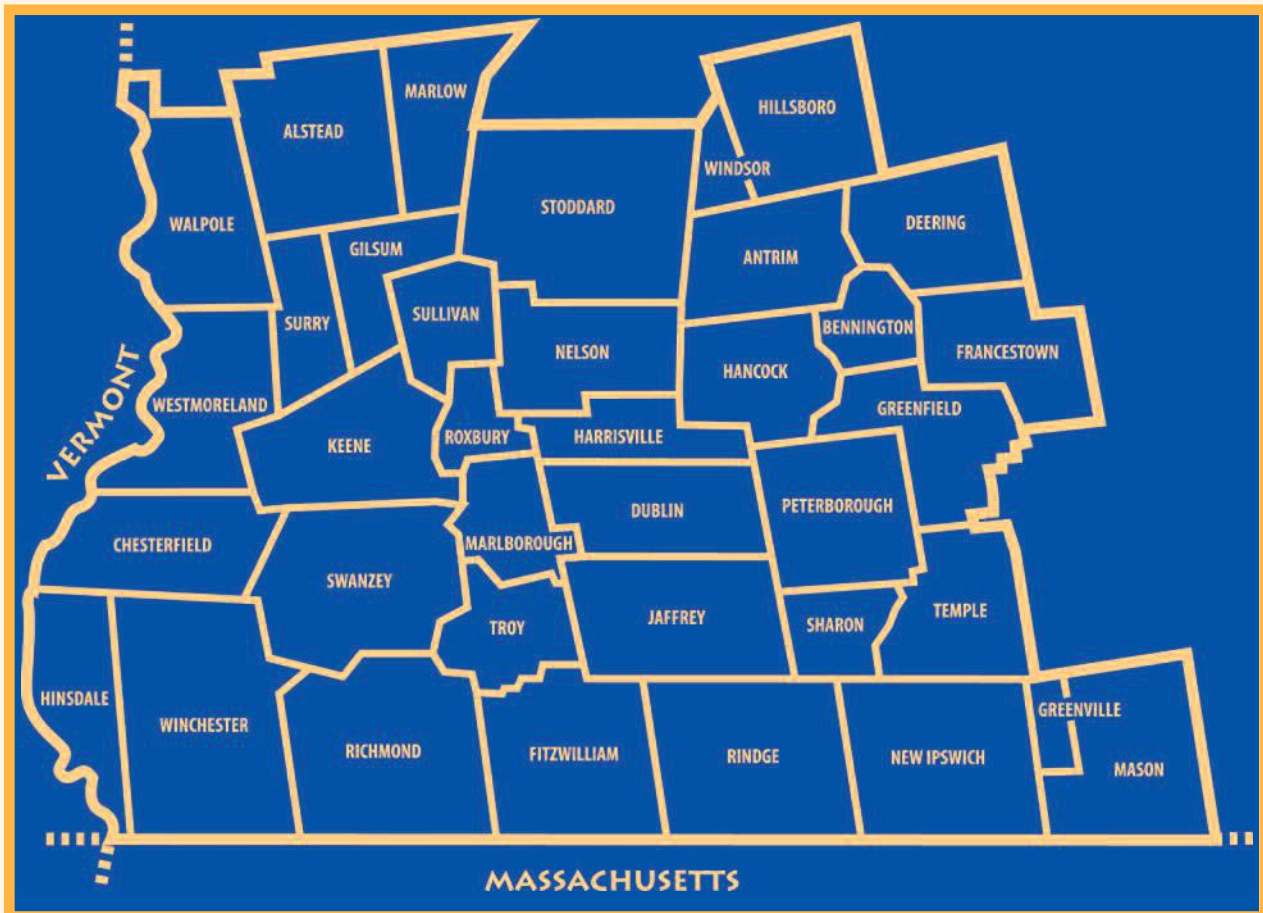 MARLOW
HILLSBORO
ALSTEAD
WINDSOR
STODDARD
WALPOLE
DEERING
GILSUM
ANTRIM
SULLIVAN
SURRY
BENNINGTON
NELSON
FRANCESTOWN
HANCOCK
VERMONT
WESTMORELAND
GREENFIELD
KEENE
ROXBURY
HARRISVILLE
PETERBOROUGH
DUBLIN
CHESTERFIELD
MARLBOROUGH
SWANZEY
TEMPLE
JAFFREY
SHARON
TROY
HINSDALE
GREENVILLE
WINCHESTER
RICHMOND
FITZWILLIAM
RINDGE
NEW IPSWICH
MASON
MASSACHUSETTS